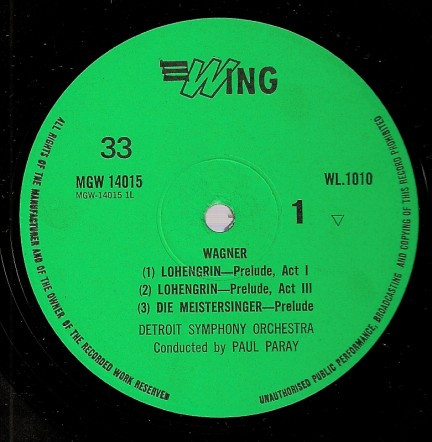 WING
33
MGW 14015
MGW-14015 1L
WL.1010
1
WAGNER
(1) LOHENGRIN—Prelude, Act I
(2) LOHENGRIN—Prelude, Act III
(3) DIE MEISTERSINGER—Prelude
DETROIT SYMPHONY ORCHESTRA
Conducted by PAUL PARAY
ALL RIGHTS OF THE MANUFACTURER AND OF THE OWNER OF THE RECORDED WORK RESERVED
UNAUTHORISED PUBLIC PERFORMANCE, BROADCASTING AND COPYING OF THIS RECORD PROHIBITED